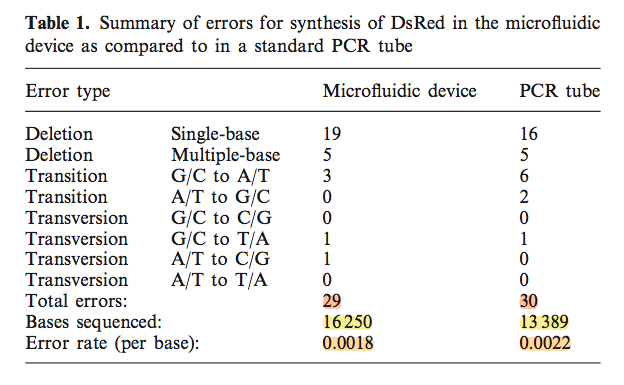 Table 1. Summary of errors for synthesis of DsRed in the microfluidic
device as compared to in a standard PCR tube
Error type Microfluidic device PCR tube
Deletion Single-base 19 16
Deletion Multiple-base 5 5
Transition G/C to A/T 3 6
Transition A/T to G/C 0 2
Transversion G/C to C/G 0 0
Transversion G/C to T/A 1 1
Transversion A/T to C/G 1 0
Transversion A/T to T/A 0 0
Total errors: 29 30
Bases sequenced: 16 250 13 389
Error rate (per base): 0.0018 0.0022